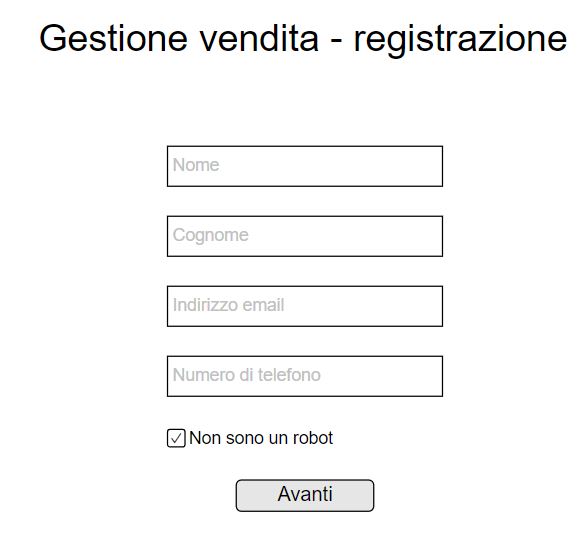 Gestione vendita - registrazione
Nome
Cognome
Indirizzo email
Numero di telefono
Non sono un robot
Avanti